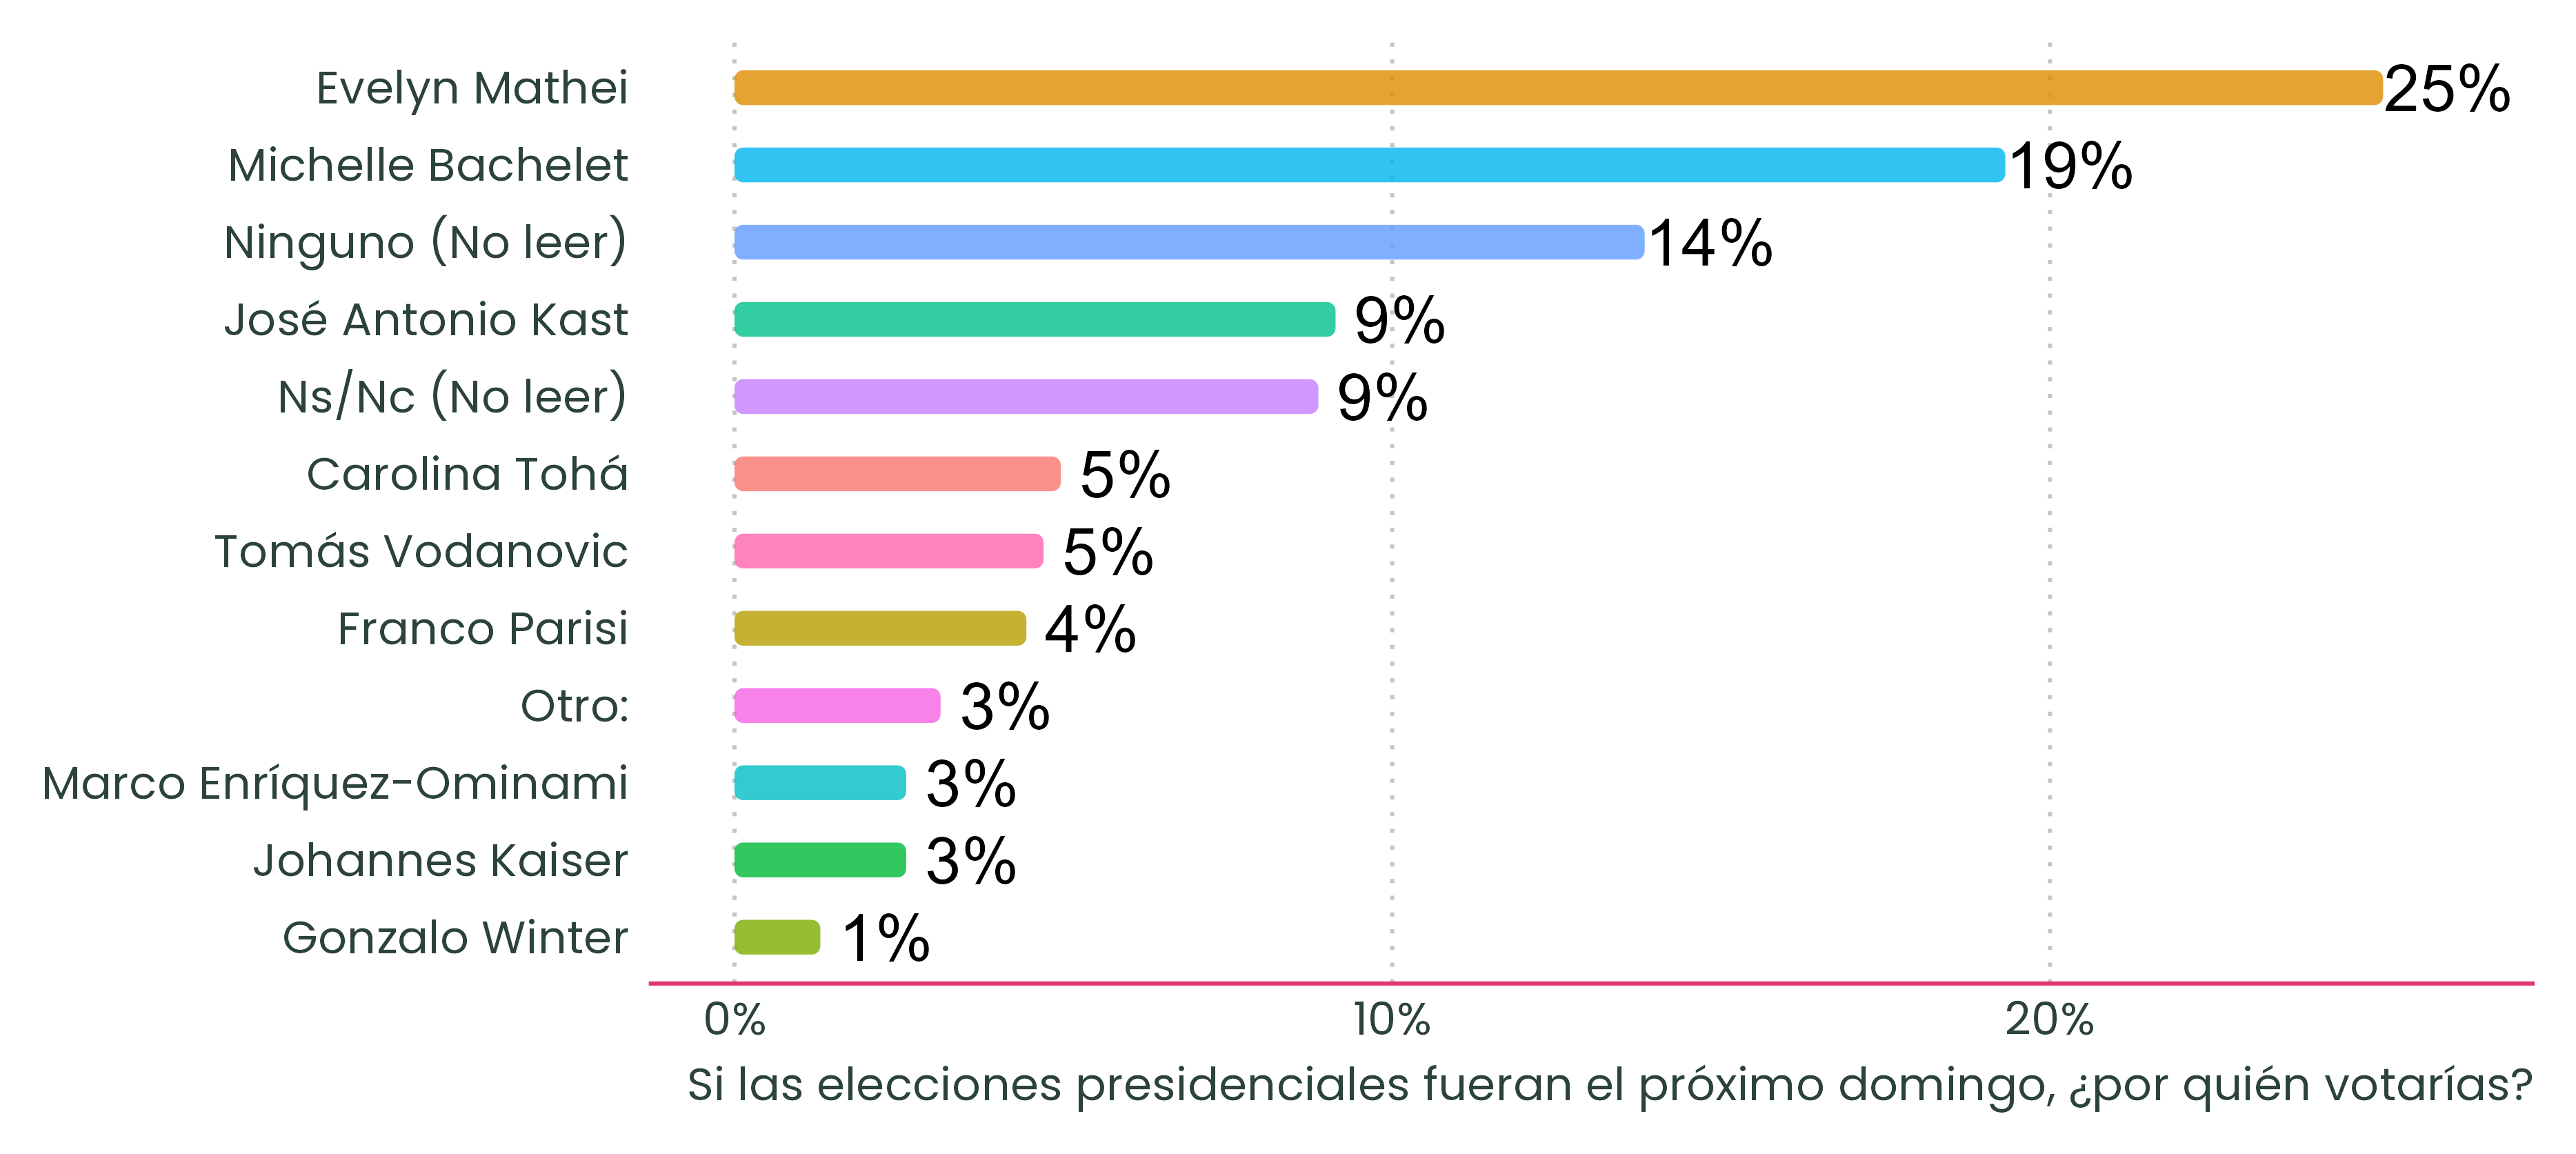 Evelyn Mathei 25%
Michelle Bachelet 19%
Ninguno (No leer) 14%
José Antonio Kast 9%
Ns/Nc (No leer) 9%
Carolina Tohá 5%
Tomás Vodanovic 5%
Franco Parisi 4%
Otro: 3%
Marco Enríquez-Ominami 3%
Johannes Kaiser 3%
Gonzalo Winter 1%
0% 10% 20%
Si las elecciones presidenciales fueran el próximo domingo, ¿por quién votarías?